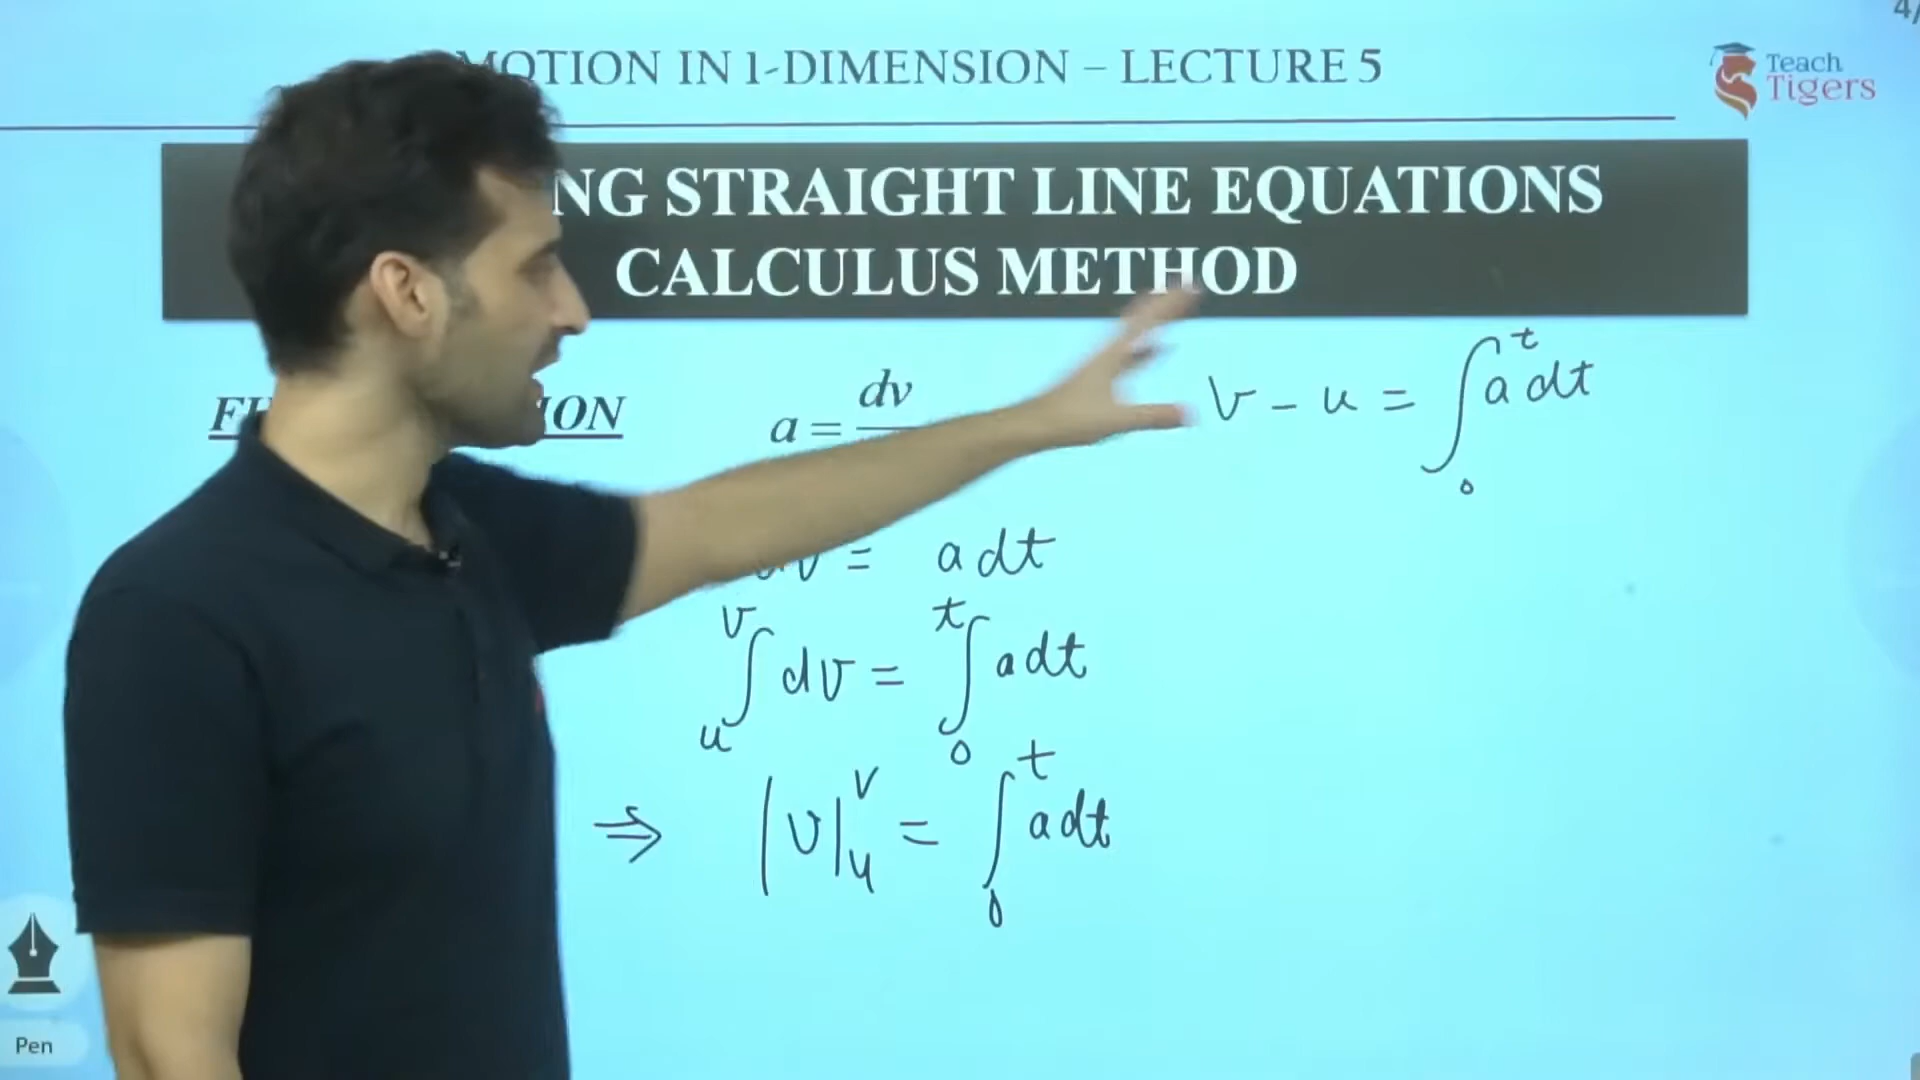 MOTION IN 1-DIMENSION – LECTURE 5
Teach
Tigers
NG STRAIGHT LINE EQUATIONS
CALCULUS METHOD
ION
a = dv
v - u = ∫₀ᵗ a dt
v = a dt
∫ᵤᵛ dv = ∫₀ᵗ a dt
⇒ |v|ᵤᵛ = ∫₀ᵗ a dt
Pen